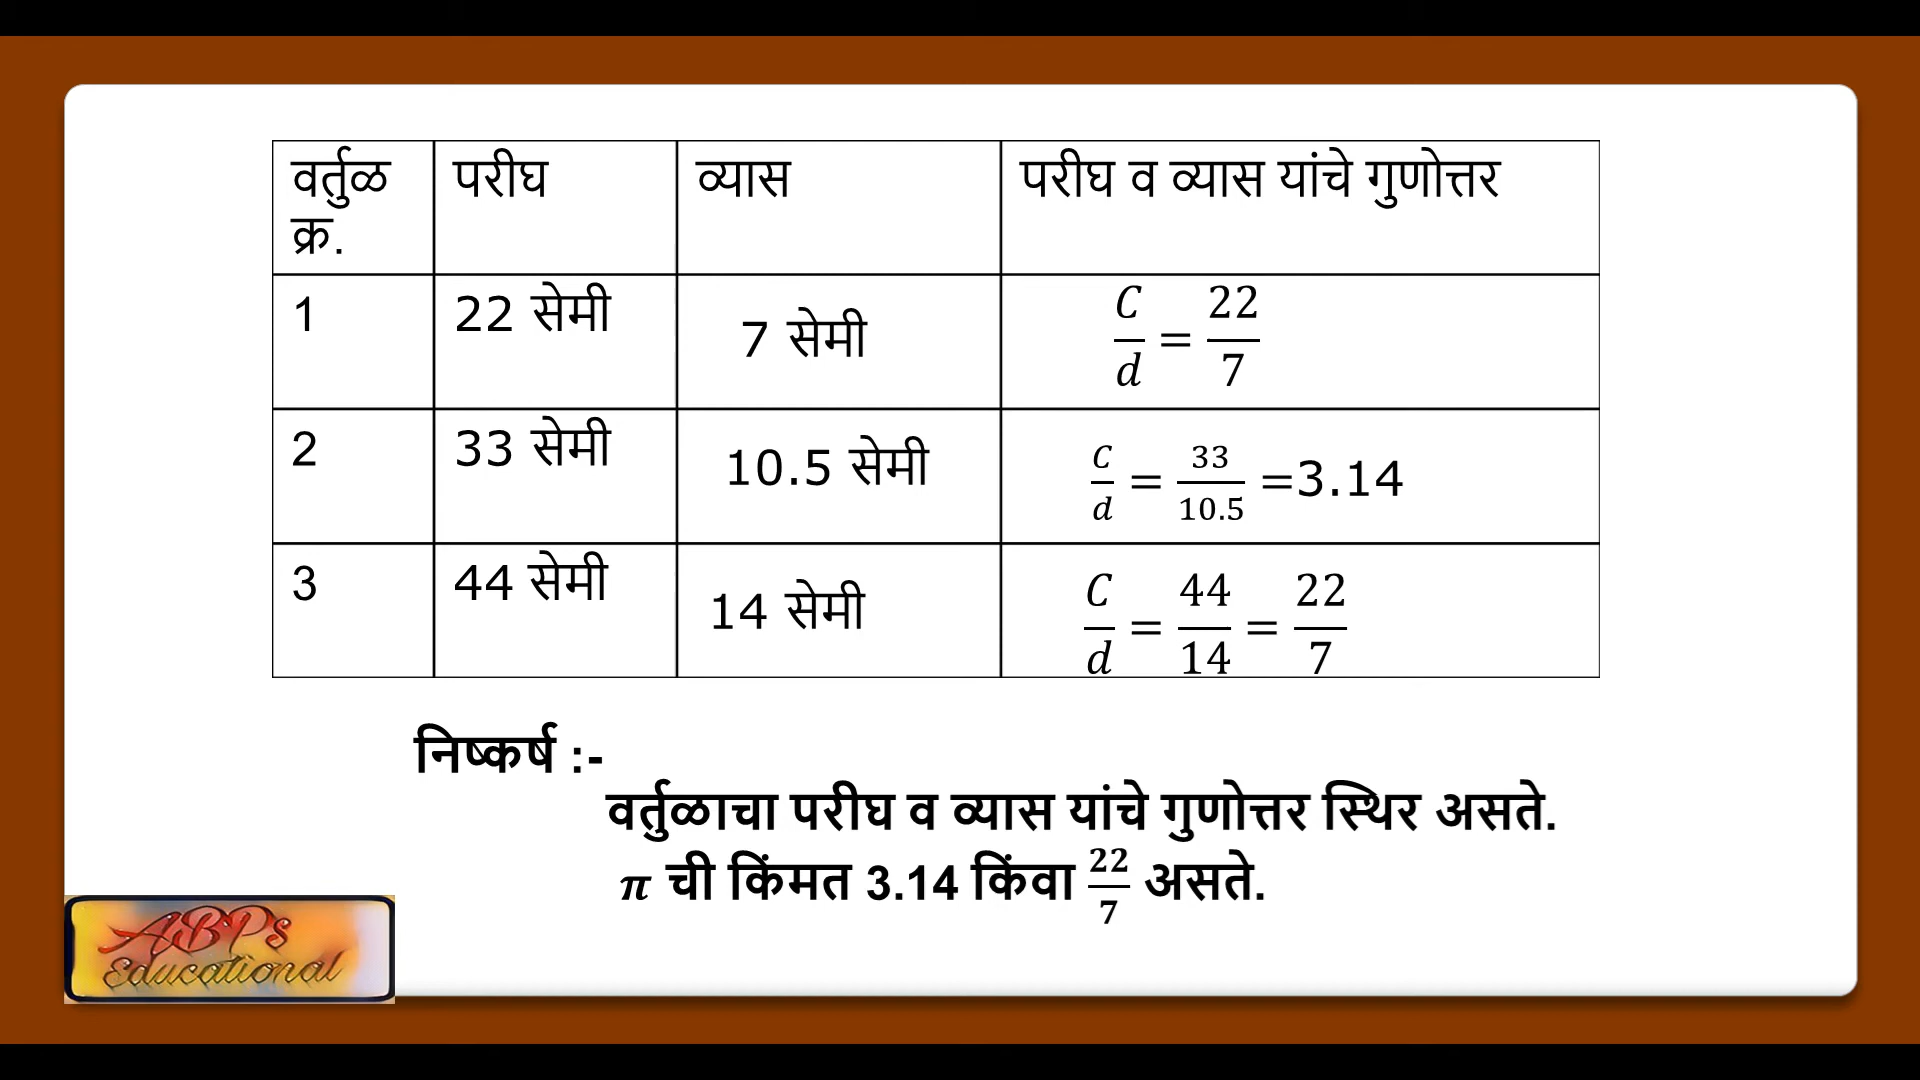 वर्तुळ क्र. परीघ व्यास परीघ व व्यास यांचे गुणोत्तर
1 22 सेमी 7 सेमी C/d = 22/7
2 33 सेमी 10.5 सेमी C/d = 33/10.5 =3.14
3 44 सेमी 14 सेमी C/d = 44/14 = 22/7
निष्कर्ष :-
वर्तुळाचा परीघ व व्यास यांचे गुणोत्तर स्थिर असते.
π ची किंमत 3.14 किंवा 22/7 असते.
ABPs
Educational